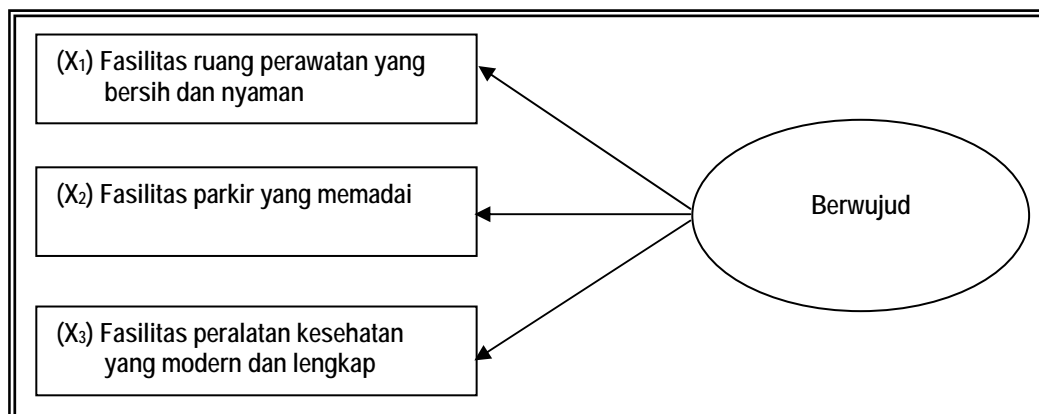 (X₁) Fasilitas ruang perawatan yang
bersih dan nyaman
(X₂) Fasilitas parkir yang memadai
Berwujud
(X₃) Fasilitas peralatan kesehatan
yang modern dan lengkap